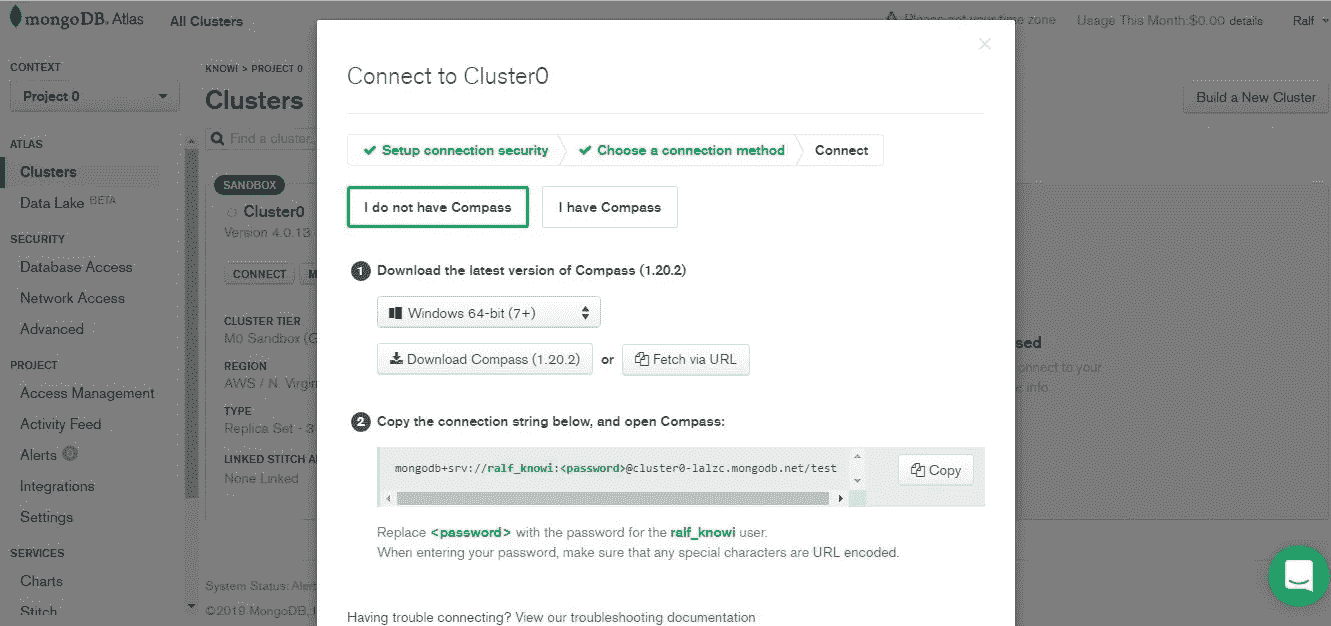 mongoDB. Atlas
All Clusters
Please set your time zone
Usage This Month:$0.00 details
Ralf
CONTEXT
Project 0
ATLAS
Clusters
Data Lake BETA
SECURITY
Database Access
Network Access
Advanced
PROJECT
Access Management
Activity Feed
Alerts
Integrations
Settings
SERVICES
Charts
Stitch
KNOWI > PROJECT 0
Clusters
Find a cluster...
Build a New Cluster
SANDBOX
Cluster0
Version 4.0.13
CONNECT
M
CLUSTER TIER
M0 Sandbox (G
REGION
AWS / N. Virgin
TYPE
Replica Set - 3
LINKED STITCH A
None Linked
System Status: Alert
©2019 MongoDB, I
Connect to Cluster0
Setup connection security
Choose a connection method
Connect
I do not have Compass
I have Compass
1 Download the latest version of Compass (1.20.2)
Windows 64-bit (7+)
Download Compass (1.20.2) or Fetch via URL
2 Copy the connection string below, and open Compass:
mongodb+srv://ralf_knowi:<password>@cluster0-lalzc.mongodb.net/test
Copy
Replace <password> with the password for the ralf_knowi user.
When entering your password, make sure that any special characters are URL encoded.
Having trouble connecting? View our troubleshooting documentation
sed
onnect to your
info.